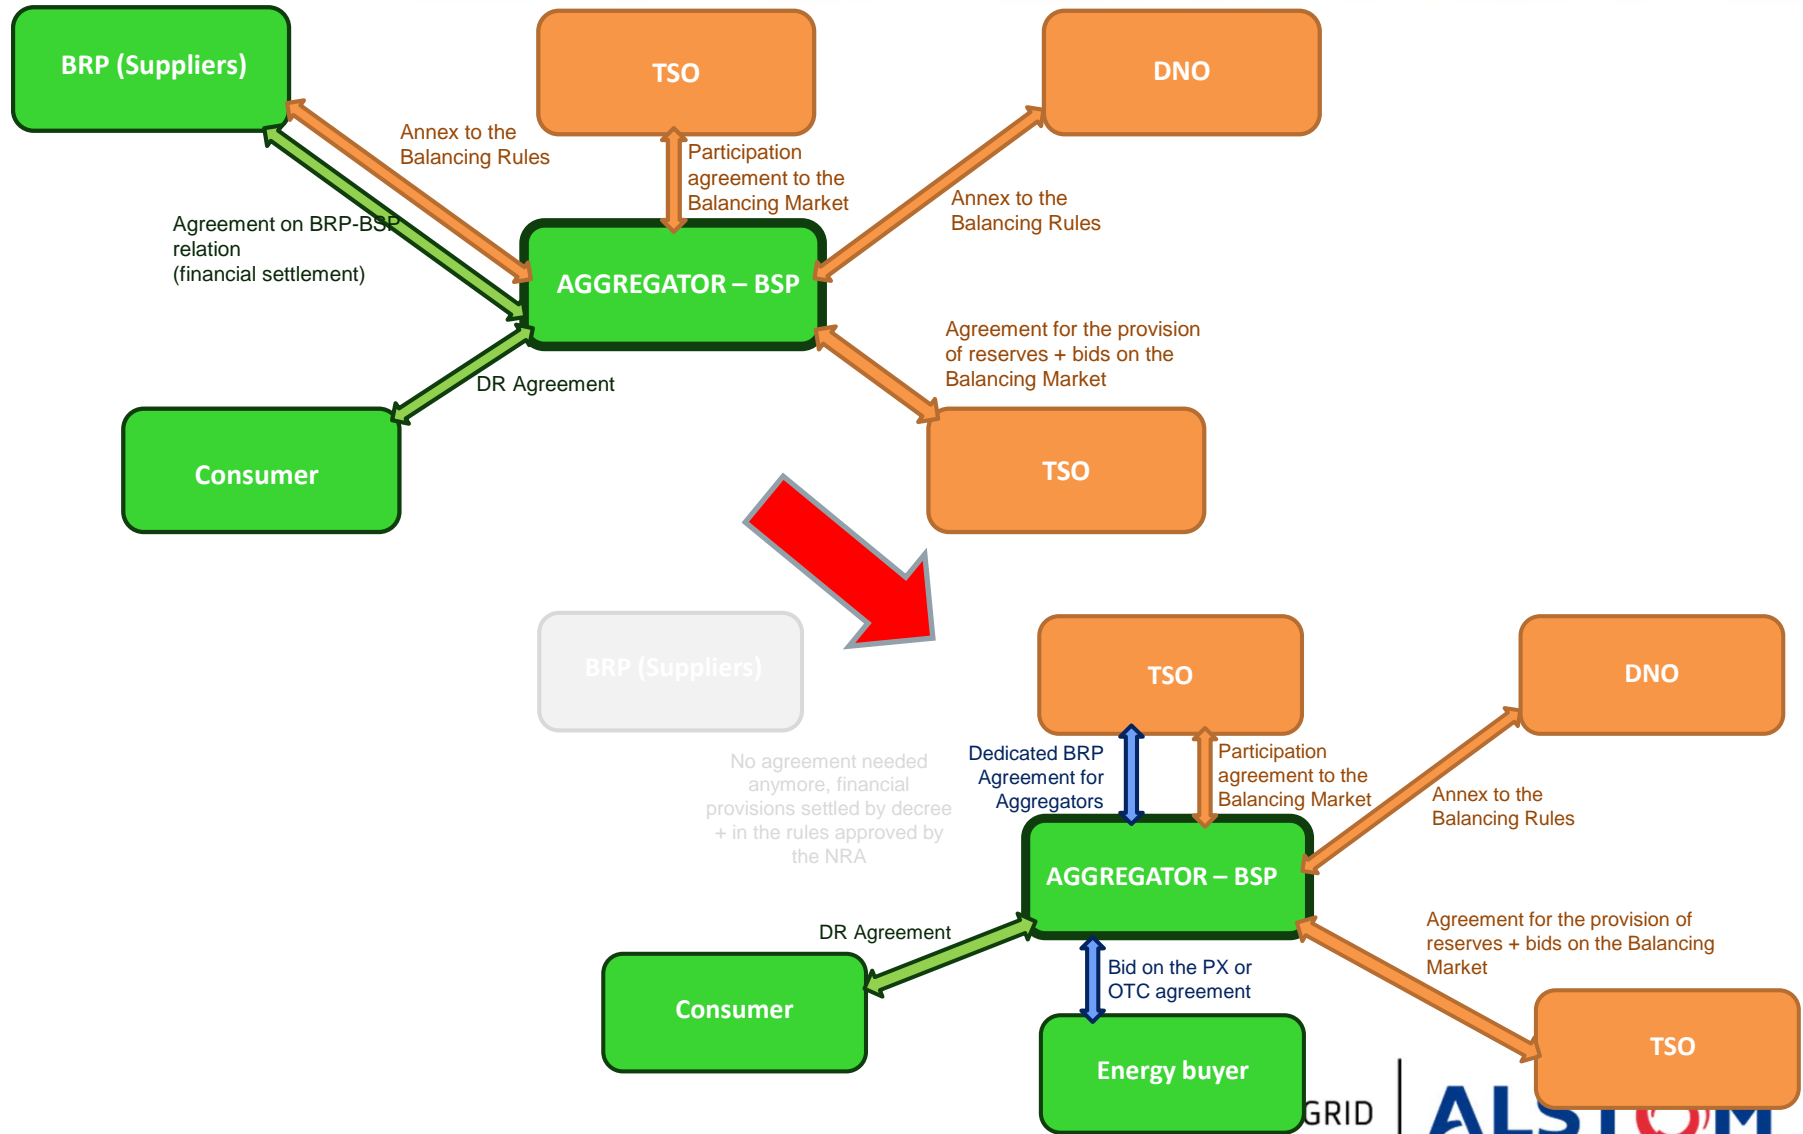 BRP (Suppliers)
TSO
DNO
Annex to the
Balancing Rules
Participation
agreement to the
Balancing Market
Annex to the
Balancing Rules
Agreement on BRP-BSP
relation
(financial settlement)
AGGREGATOR – BSP
Agreement for the provision
of reserves + bids on the
Balancing Market
DR Agreement
Consumer
TSO
BRP (Suppliers)
TSO
DNO
No agreement needed
anymore, financial
provisions settled by decree
+ in the rules approved by
the NRA
Dedicated BRP
Agreement for
Aggregators
Participation
agreement to the
Balancing Market
Annex to the
Balancing Rules
AGGREGATOR – BSP
DR Agreement
Agreement for the provision of
reserves + bids on the Balancing
Market
Bid on the PX or
OTC agreement
Consumer
Energy buyer
TSO
GRID
ALSTOM